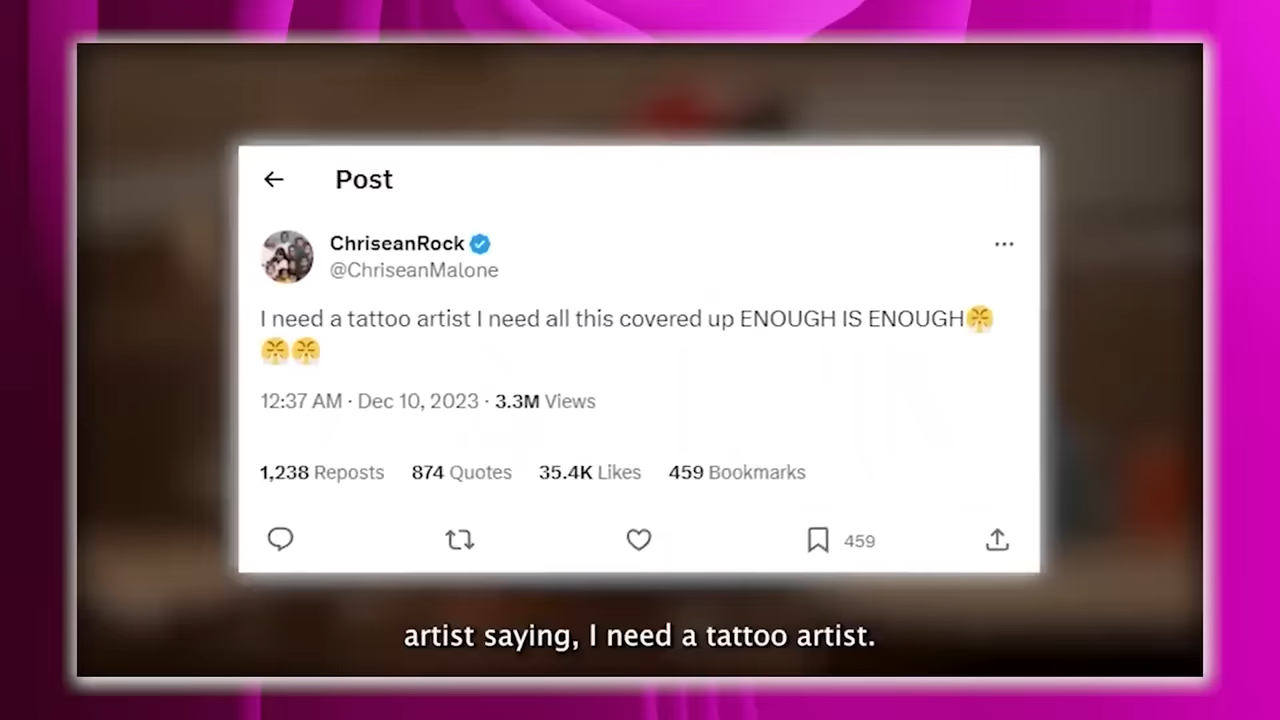 Post
ChriseanRock
@ChriseanMalone
I need a tattoo artist I need all this covered up ENOUGH IS ENOUGH😤
😤😤
12:37 AM · Dec 10, 2023 · 3.3M Views
1,238 Reposts 874 Quotes 35.4K Likes 459 Bookmarks
459
artist saying, I need a tattoo artist.